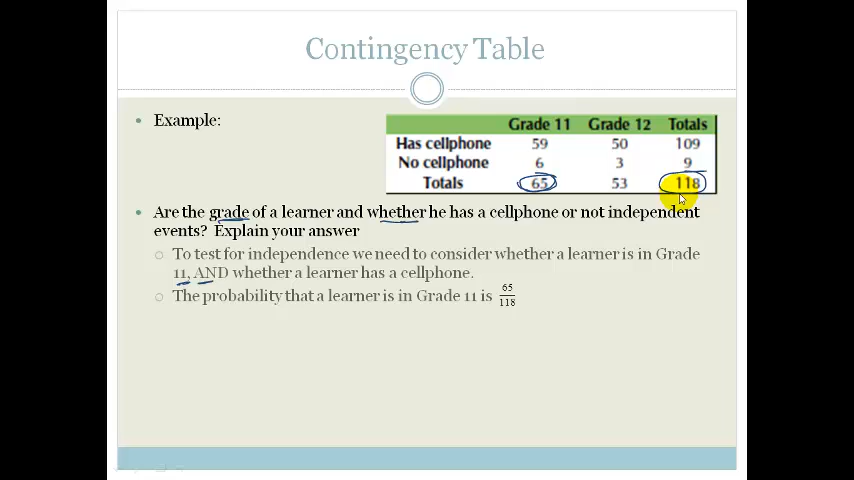 Contingency Table
Example:
Grade 11 Grade 12 Totals
Has cellphone 59 50 109
No cellphone 6 3 9
Totals 65 53 118
Are the grade of a learner and whether he has a cellphone or not independent
events? Explain your answer
To test for independence we need to consider whether a learner is in Grade
11, AND whether a learner has a cellphone.
The probability that a learner is in Grade 11 is 65/118